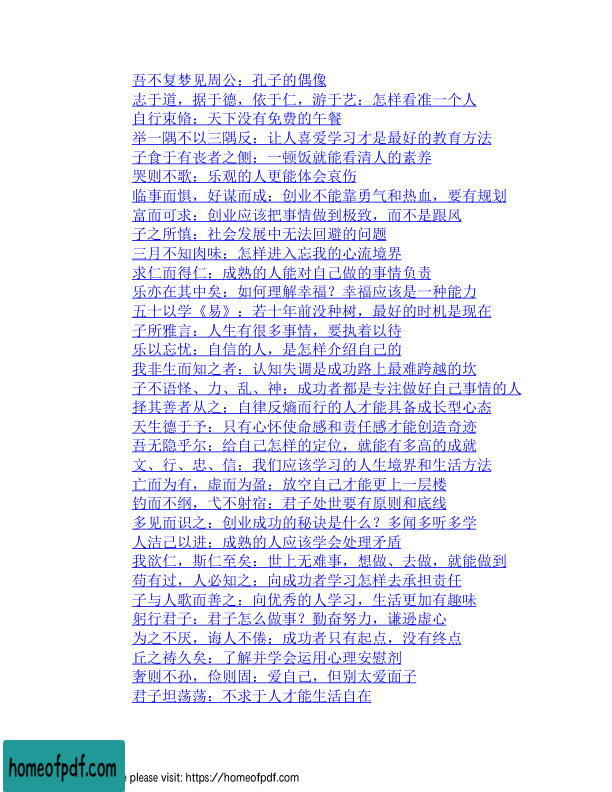 吾不复梦见周公：孔子的偶像
志于道，据于德，依于仁，游于艺：怎样看准一个人
自行束脩：天下没有免费的午餐
举一隅不以三隅反：让人喜爱学习才是最好的教育方法
子食于有丧者之侧：一顿饭就能看清人的素养
哭则不歌：乐观的人更能体会哀伤
临事而惧，好谋而成：创业不能靠勇气和热血，要有规划
富而可求：创业应该把事情做到极致，而不是跟风
子之所慎：社会发展中无法回避的问题
三月不知肉味：怎样进入忘我的心流境界
求仁而得仁：成熟的人能对自己做的事情负责
乐亦在其中矣：如何理解幸福？幸福应该是一种能力
五十以学《易》：若十年前没种树，最好的时机是现在
子所雅言：人生有很多事情，要执着以待
乐以忘忧：自信的人，是怎样介绍自己的
我非生而知之者：认知失调是成功路上最难跨越的坎
子不语怪、力、乱、神：成功者都是专注做好自己事情的人
择其善者从之：自律反熵而行的人才能具备成长型心态
天生德于予：只有心怀使命感和责任感才能创造奇迹
吾无隐乎尔：给自己怎样的定位，就能有多高的成就
文、行、忠、信：我们应该学习的人生境界和生活方法
亡而为有，虚而为盈：放空自己才能更上一层楼
钓而不纲，弋不射宿：君子处世要有原则和底线
多见而识之：创业成功的秘诀是什么？多闻多听多学
人洁己以进：成熟的人应该学会处理矛盾
我欲仁，斯仁至矣：世上无难事，想做、去做，就能做到
苟有过，人必知之：向成功者学习怎样去承担责任
子与人歌而善之：向优秀的人学习，生活更加有趣味
躬行君子：君子怎么做事？勤奋努力，谦逊虚心
为之不厌，诲人不倦：成功者只有起点，没有终点
丘之祷久矣：了解并学会运用心理安慰剂
奢则不孙，俭则固：爱自己，但别太爱面子
君子坦荡荡：不求于人才能生活自在
homeofpdf.com
please visit: https://homeofpdf.com